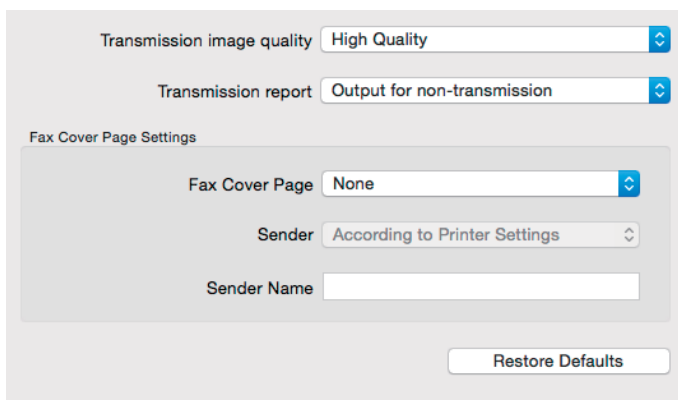 Transmission image quality High Quality
Transmission report Output for non-transmission
Fax Cover Page Settings
Fax Cover Page None
Sender According to Printer Settings
Sender Name
Restore Defaults